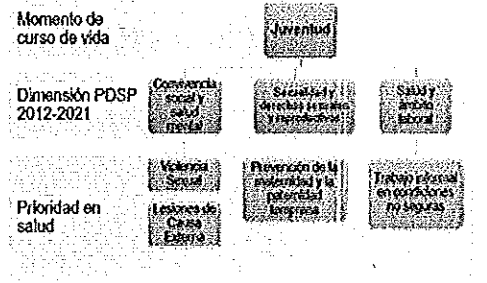 Momento de
curso de vida
Juventud
Dimensión PDSP
2012-2021
Convivencia
social y
salud
mental
Sexualidad y
derechos sexuales
y reproductivos
Salud y
ámbito
laboral
Prioridad en
salud
Violencia
Sexual
Lesiones de
Causa
Externa
Prevención de la
maternidad y la
paternidad
temprana
Trabajo informal
en condiciones
no seguras